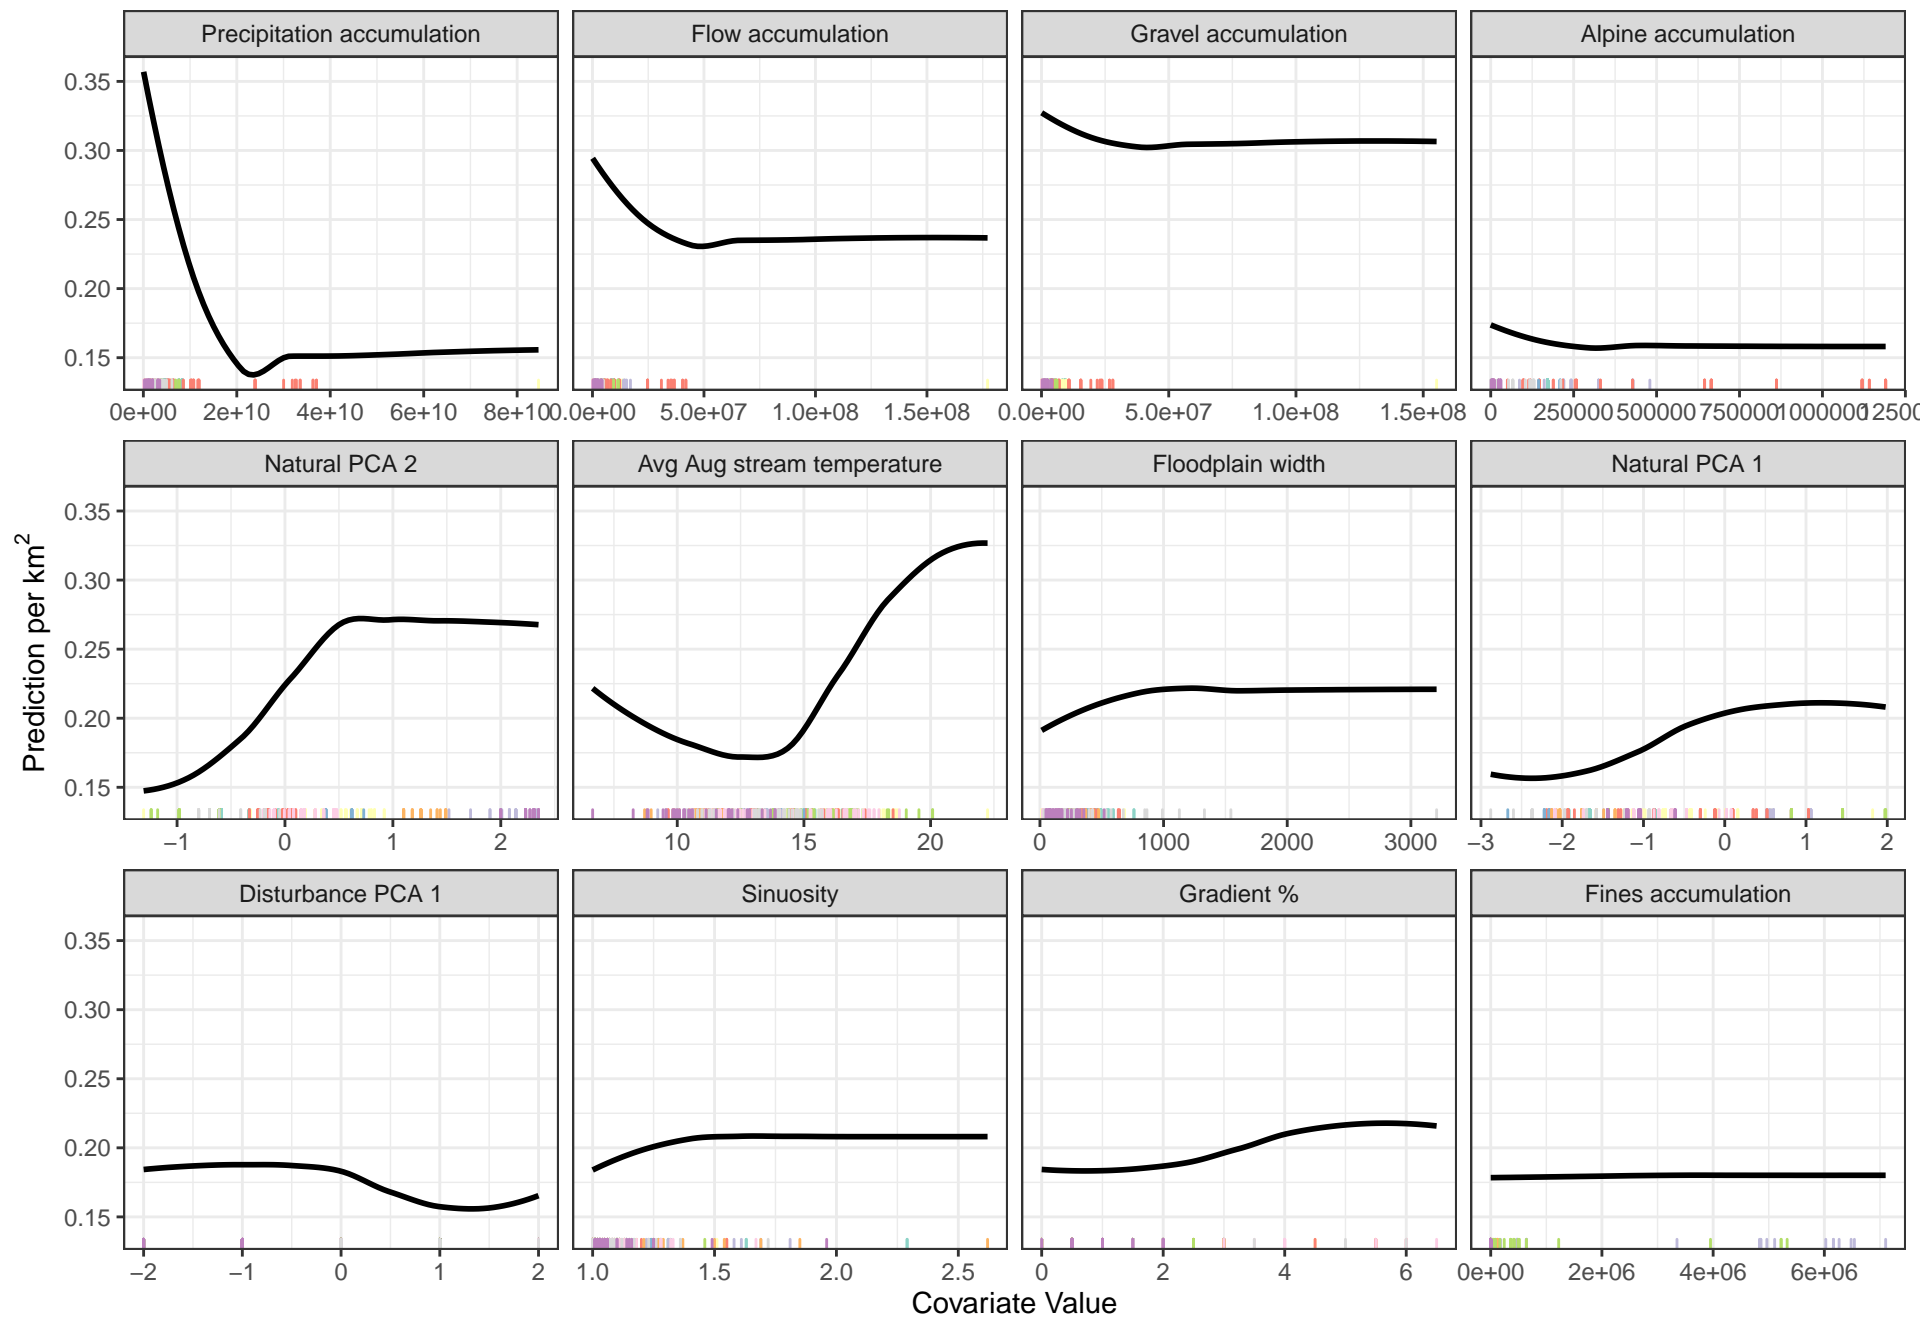 Precipitation accumulation Flow accumulation Gravel accumulation Alpine accumulation
0.35
0.30
0.25
0.20
0.15
0e+00 2e+10 4e+10 6e+10 8e+10 0.0e+00 5.0e+07 1.0e+08 1.5e+08 0.0e+00 5.0e+07 1.0e+08 1.5e+08 0 250000 500000 750000 1000000
Natural PCA 2 Avg Aug stream temperature Floodplain width Natural PCA 1
0.35
0.30
0.25
0.20
0.15
−1 0 1 2 10 15 20 0 1000 2000 3000 −3 −2 −1 0 1 2
Prediction per km²
Disturbance PCA 1 Sinuosity Gradient % Fines accumulation
0.35
0.30
0.25
0.20
0.15
−2 −1 0 1 2 1.0 1.5 2.0 2.5 0 2 4 6 0e+00 2e+06 4e+06 6e+06
Covariate Value